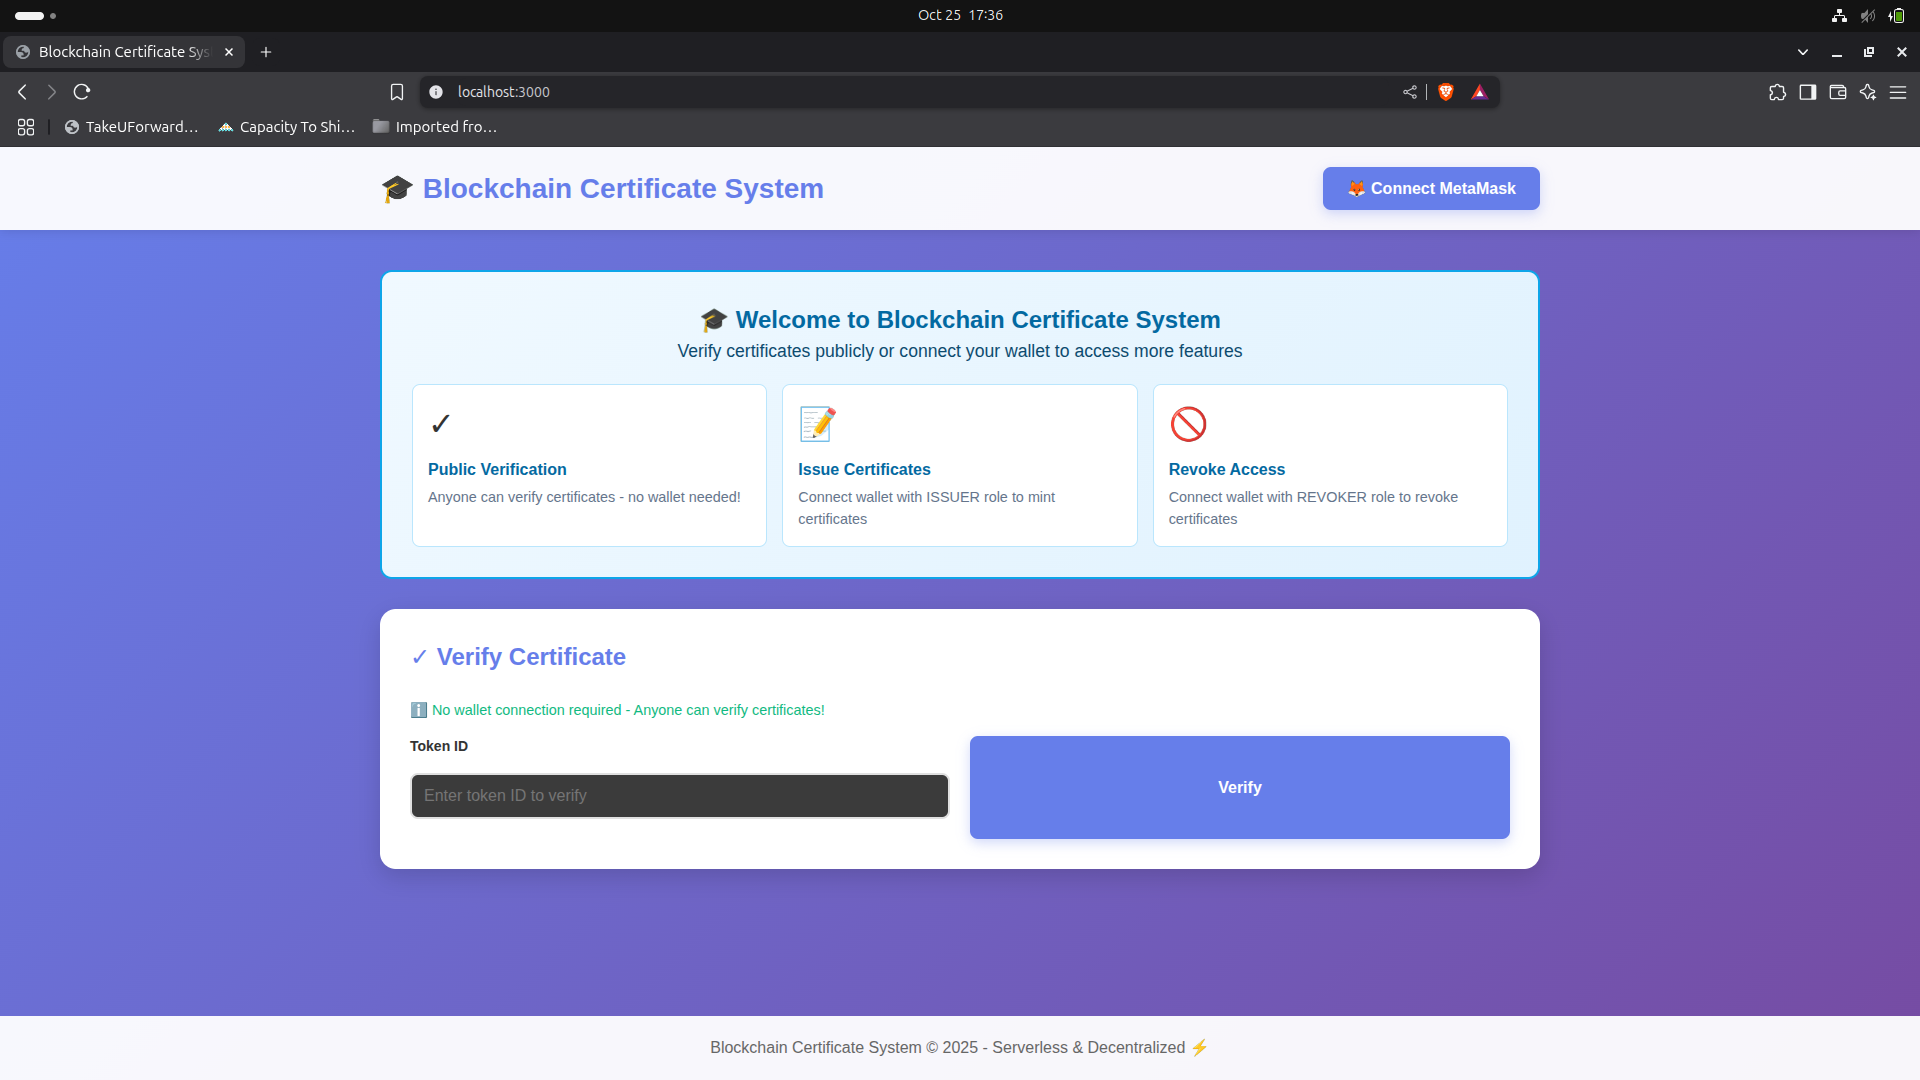 Oct 25 17:36
Blockchain Certificate Sys
localhost:3000
TakeUForward...
Capacity To Shi...
Imported fro...
🎓 Blockchain Certificate System
🦊 Connect MetaMask
🎓 Welcome to Blockchain Certificate System
Verify certificates publicly or connect your wallet to access more features
✓
Public Verification
Anyone can verify certificates - no wallet needed!
📝
Issue Certificates
Connect wallet with ISSUER role to mint
certificates
🚫
Revoke Access
Connect wallet with REVOKER role to revoke
certificates
✓ Verify Certificate
ℹ️ No wallet connection required - Anyone can verify certificates!
Token ID
Enter token ID to verify
Verify
Blockchain Certificate System © 2025 - Serverless & Decentralized ⚡